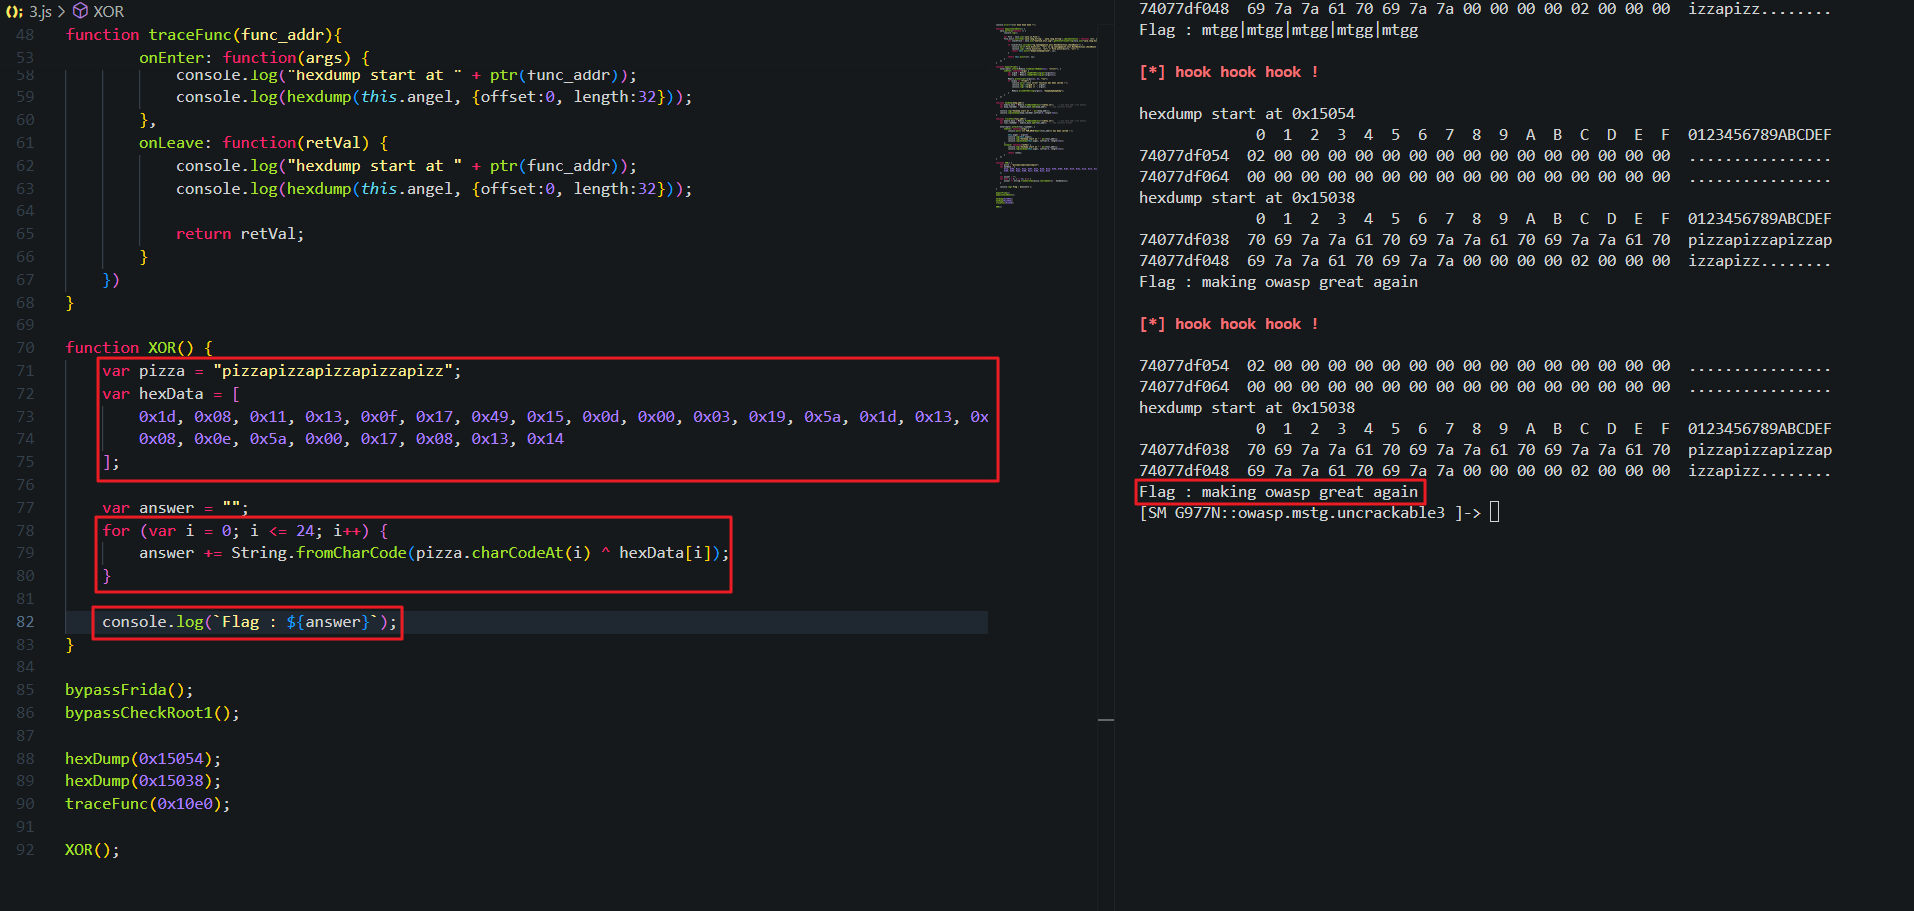 3.js > XOR
48 function traceFunc(func_addr){
53 onEnter: function(args) {
58 console.log("hexdump start at " + ptr(func_addr));
59 console.log(hexdump(this.angel, {offset:0, length:32}));
60 },
61 onLeave: function(retVal) {
62 console.log("hexdump start at " + ptr(func_addr));
63 console.log(hexdump(this.angel, {offset:0, length:32}));
64
65 return retVal;
66 }
67 })
68 }
69
70 function XOR() {
71 var pizza = "pizzapizzapizzapizzapizz";
72 var hexData = [
73 0x1d, 0x08, 0x11, 0x13, 0x0f, 0x17, 0x49, 0x15, 0x0d, 0x00, 0x03, 0x19, 0x5a, 0x1d, 0x13, 0x
74 0x08, 0x0e, 0x5a, 0x00, 0x17, 0x08, 0x13, 0x14
75 ];
76
77 var answer = "";
78 for (var i = 0; i <= 24; i++) {
79 answer += String.fromCharCode(pizza.charCodeAt(i) ^ hexData[i]);
80 }
81
82 console.log(`Flag : ${answer}`);
83 }
84
85 bypassFrida();
86 bypassCheckRoot1();
87
88 hexDump(0x15054);
89 hexDump(0x15038);
90 traceFunc(0x10e0);
91
92 XOR();
74077df048 69 7a 7a 61 70 69 7a 7a 00 00 00 00 02 00 00 00 izzapizz........
Flag : mtgg|mtgg|mtgg|mtgg|mtgg
[*] hook hook hook !
hexdump start at 0x15054
0 1 2 3 4 5 6 7 8 9 A B C D E F 0123456789ABCDEF
74077df054 02 00 00 00 00 00 00 00 00 00 00 00 00 00 00 00 ................
74077df064 00 00 00 00 00 00 00 00 00 00 00 00 00 00 00 00 ................
hexdump start at 0x15038
0 1 2 3 4 5 6 7 8 9 A B C D E F 0123456789ABCDEF
74077df038 70 69 7a 7a 61 70 69 7a 7a 61 70 69 7a 7a 61 70 pizzapizzapizzap
74077df048 69 7a 7a 61 70 69 7a 7a 00 00 00 00 02 00 00 00 izzapizz........
Flag : making owasp great again
[*] hook hook hook !
74077df054 02 00 00 00 00 00 00 00 00 00 00 00 00 00 00 00 ................
74077df064 00 00 00 00 00 00 00 00 00 00 00 00 00 00 00 00 ................
hexdump start at 0x15038
0 1 2 3 4 5 6 7 8 9 A B C D E F 0123456789ABCDEF
74077df038 70 69 7a 7a 61 70 69 7a 7a 61 70 69 7a 7a 61 70 pizzapizzapizzap
74077df048 69 7a 7a 61 70 69 7a 7a 00 00 00 00 02 00 00 00 izzapizz........
Flag : making owasp great again
[SM G977N::owasp.mstg.uncrackable3 ]->